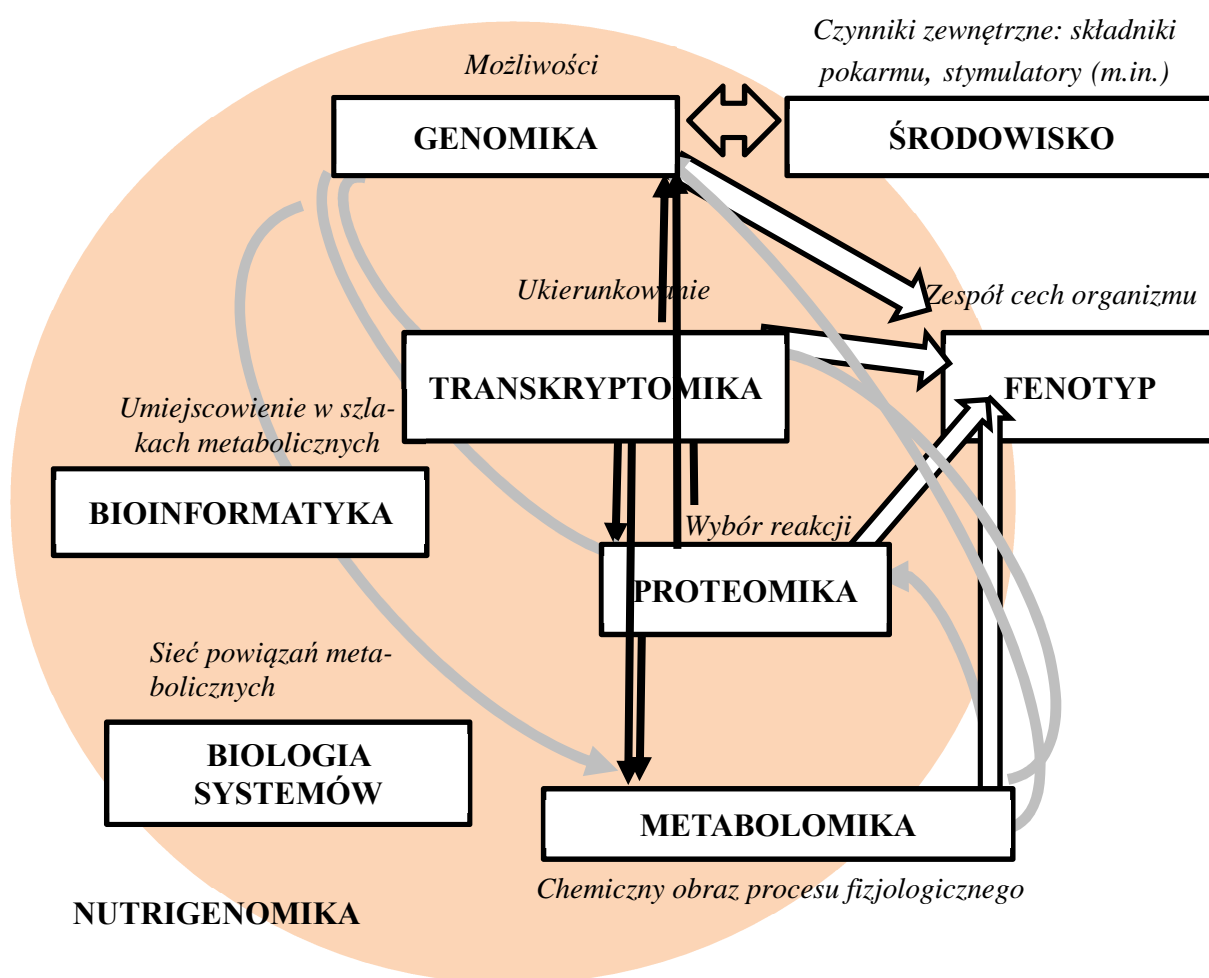 Czynniki zewnętrzne: składniki
pokarmu, stymulatory (m.in.)
Możliwości
GENOMIKA
ŚRODOWISKO
Ukierunkowanie
Zespół cech organizmu
TRANSKRYPTOMIKA
FENOTYP
Umiejscowienie w szla-
kach metabolicznych
BIOINFORMATYKA
Wybór reakcji
PROTEOMIKA
Sieć powiązań meta-
bolicznych
BIOLOGIA
SYSTEMÓW
METABOLOMIKA
Chemiczny obraz procesu fizjologicznego
NUTRIGENOMIKA